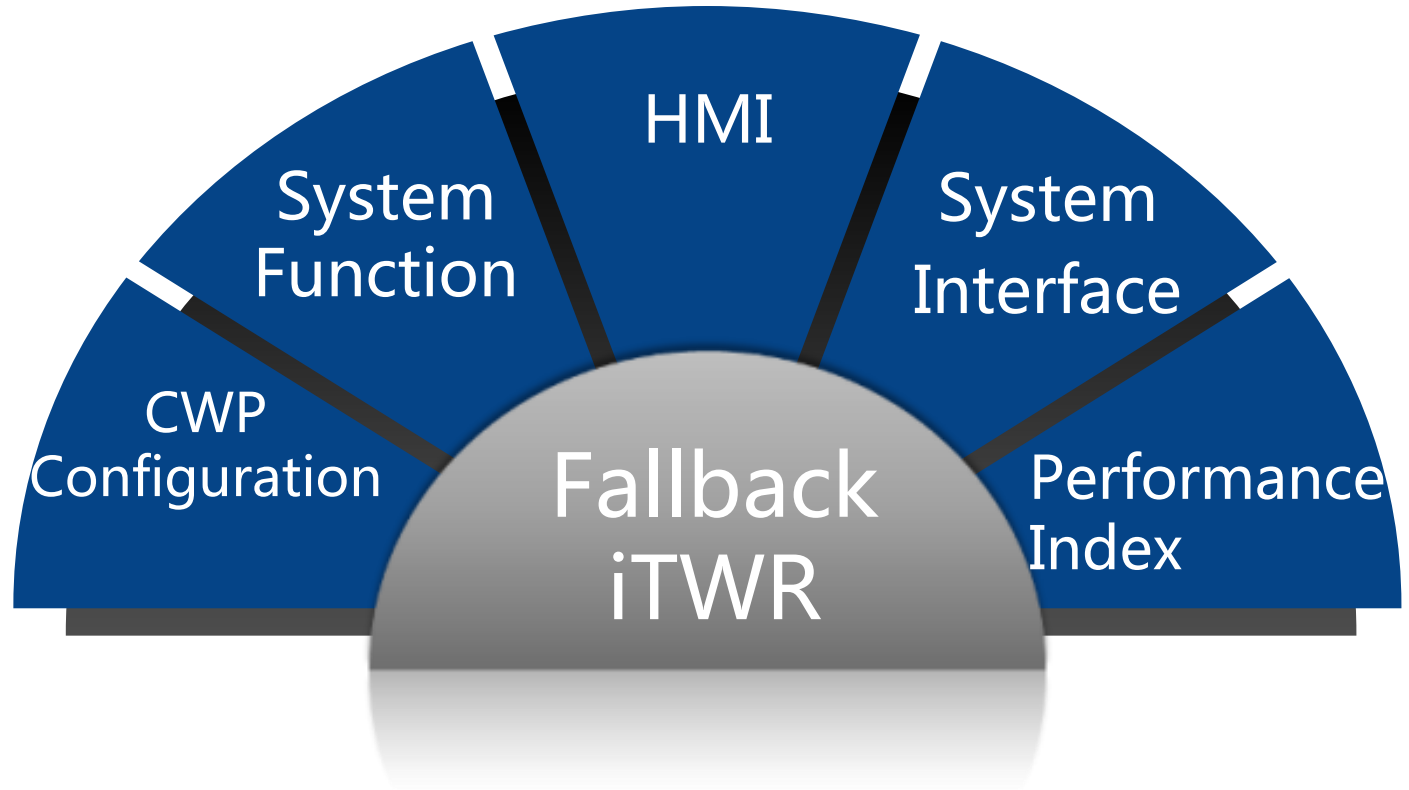 CWP
Configuration
System
Function
HMI
System
Interface
Performance
Index
Fallback
iTWR